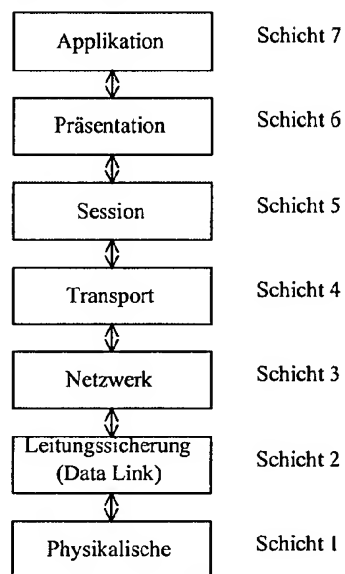 Applikation Schicht 7
Präsentation Schicht 6
Session Schicht 5
Transport Schicht 4
Netzwerk Schicht 3
Leitungssicherung
(Data Link) Schicht 2
Physikalische Schicht 1